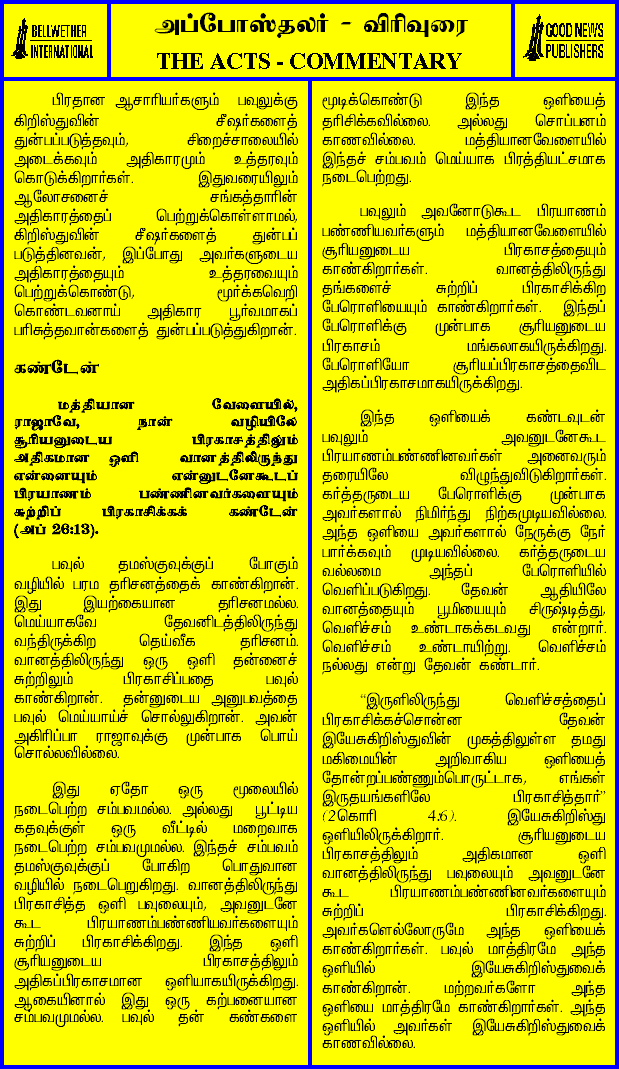 BELLWETHER
INTERNATIONAL
அப்போஸ்தலர் - விரிவுரை
THE ACTS - COMMENTARY
GOOD NEWS
PUBLISHERS
பிரதான ஆசாரியர்களும் பவுலுக்கு
கிறிஸ்துவின் சீஷர்களைத்
துன்பப்படுத்தவும், சிறைச்சாலையில்
அடைக்கவும் அதிகாரமும் உத்தரவும்
கொடுக்கிறார்கள். இதுவரையிலும்
ஆலோசனைச் சங்கத்தாரின்
அதிகாரத்தைப் பெற்றுக்கொள்ளாமல்,
கிறிஸ்துவின் சீஷர்களைத் துன்பப்
படுத்தினவன், இப்போது அவர்களுடைய
அதிகாரத்தையும் உத்தரவையும்
பெற்றுக்கொண்டு, மூர்க்கவெறி
கொண்டவனாய் அதிகார பூர்வமாகப்
பரிசுத்தவான்களைத் துன்பப்படுத்துகிறான்.
கண்டேன்
மத்தியான வேளையில்,
ராஜாவே, நான் வழியிலே
சூரியனுடைய பிரகாசத்திலும்
அதிகமான ஒளி வானத்திலிருந்து
என்னையும் என்னுடனேகூடப்
பிரயாணம் பண்ணினவர்களையும்
சுற்றிப் பிரகாசிக்கக் கண்டேன்
(அப் 26:13).
பவுல் தமஸ்குவுக்குப் போகும்
வழியில் பரம தரிசனத்தைக் காண்கிறான்.
இது இயற்கையான தரிசனமல்ல.
மெய்யாகவே தேவனிடத்திலிருந்து
வந்திருக்கிற தெய்வீக தரிசனம்.
வானத்திலிருந்து ஒரு ஒளி தன்னைச்
சுற்றிலும் பிரகாசிப்பதை பவுல்
காண்கிறான். தன்னுடைய அனுபவத்தை
பவுல் மெய்யாய்ச் சொல்லுகிறான். அவன்
அகிரிப்பா ராஜாவுக்கு முன்பாக பொய்
சொல்லவில்லை.
இது ஏதோ ஒரு மூலையில்
நடைபெற்ற சம்பவமல்ல. அல்லது பூட்டிய
கதவுக்குள் ஒரு வீட்டில் மறைவாக
நடைபெற்ற சம்பவமுமல்ல. இந்தச் சம்பவம்
தமஸ்குவுக்குப் போகிற பொதுவான
வழியில் நடைபெறுகிறது. வானத்திலிருந்து
பிரகாசித்த ஒளி பவுலையும், அவனுடனே
கூட பிரயாணம்பண்ணியவர்களையும்
சுற்றிப் பிரகாசிக்கிறது. இந்த ஒளி
சூரியனுடைய பிரகாசத்திலும்
அதிகப்பிரகாசமான ஒளியாகயிருக்கிறது.
ஆகையினால் இது ஒரு கற்பனையான
சம்பவமுமல்ல. பவுல் தன் கண்களை
மூடிக்கொண்டு இந்த ஒளியைத்
தரிசிக்கவில்லை. அல்லது சொப்பனம்
காணவில்லை. மத்தியானவேளையில்
இந்தச் சம்பவம் மெய்யாக பிரத்தியட்சமாக
நடைபெற்றது.
பவுலும் அவனோடுகூட பிரயாணம்
பண்ணியவர்களும் மத்தியானவேளையில்
சூரியனுடைய பிரகாசத்தையும்
காண்கிறார்கள். வானத்திலிருந்து
தங்களைச் சுற்றிப் பிரகாசிக்கிற
பேரொளியையும் காண்கிறார்கள். இந்தப்
பேரொளிக்கு முன்பாக சூரியனுடைய
பிரகாசம் மங்கலாகயிருக்கிறது.
பேரொளியோ சூரியப்பிரகாசத்தைவிட
அதிகப்பிரகாசமாகயிருக்கிறது.
இந்த ஒளியைக் கண்டவுடன்
பவுலும் அவனுடனேகூட
பிரயாணம்பண்ணினவர்கள் அனைவரும்
தரையிலே விழுந்துவிடுகிறார்கள்.
கர்த்தருடைய பேரொளிக்கு முன்பாக
அவர்களால் நிமிர்ந்து நிற்கமுடியவில்லை.
அந்த ஒளியை அவர்களால் நேருக்கு நேர்
பார்க்கவும் முடியவில்லை. கர்த்தருடைய
வல்லமை அந்தப் பேரொளியில்
வெளிப்படுகிறது. தேவன் ஆதியிலே
வானத்தையும் பூமியையும் சிருஷ்டித்து,
வெளிச்சம் உண்டாகக்கடவது என்றார்.
வெளிச்சம் உண்டாயிற்று. வெளிச்சம்
நல்லது என்று தேவன் கண்டார்.
“இருளிலிருந்து வெளிச்சத்தைப்
பிரகாசிக்கச்சொன்ன தேவன்
இயேசுகிறிஸ்துவின் முகத்திலுள்ள தமது
மகிமையின் அறிவாகிய ஒளியைத்
தோன்றப்பண்ணும்பொருட்டாக, எங்கள்
இருதயங்களிலே பிரகாசித்தார்”
(2கொரி 4:6). இயேசுகிறிஸ்து
ஒளியிலிருக்கிறார். சூரியனுடைய
பிரகாசத்திலும் அதிகமான ஒளி
வானத்திலிருந்து பவுலையும் அவனுடனே
கூட பிரயாணம்பண்ணினவர்களையும்
சுற்றிப் பிரகாசிக்கிறது.
அவர்களெல்லோருமே அந்த ஒளியைக்
காண்கிறார்கள். பவுல் மாத்திரமே அந்த
ஒளியில் இயேசுகிறிஸ்துவைக்
காண்கிறான். மற்றவர்களோ அந்த
ஒளியை மாத்திரமே காண்கிறார்கள். அந்த
ஒளியில் அவர்கள் இயேசுகிறிஸ்துவைக்
காணவில்லை.